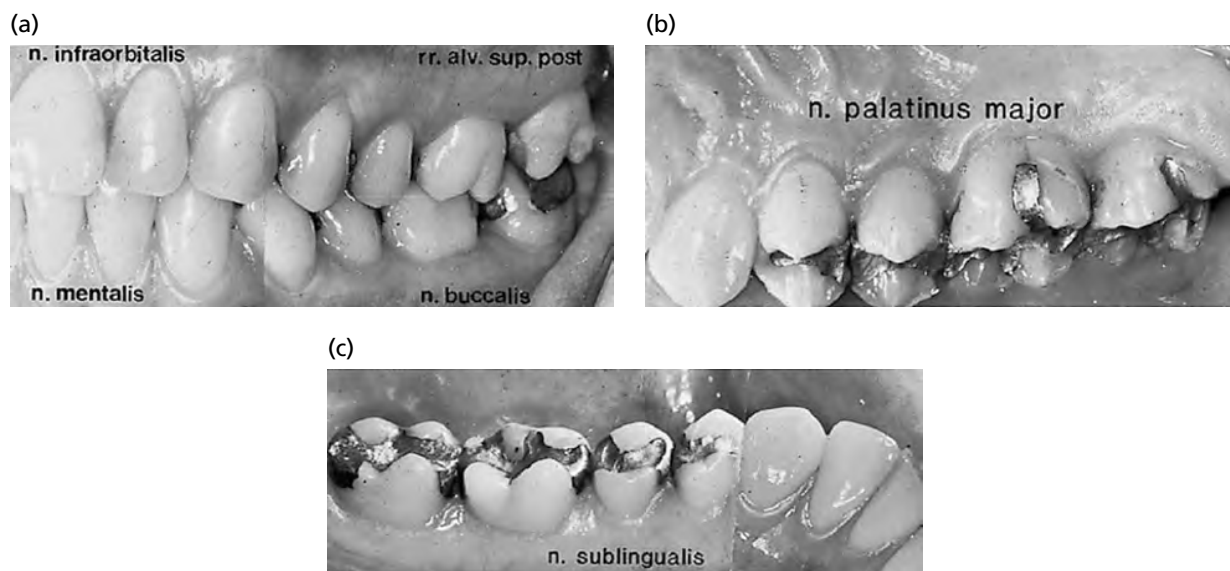 (a)
n. infraorbitalis
rr. alv. sup. post
n. mentalis
n. buccalis
(b)
n. palatinus major
(c)
n. sublingualis